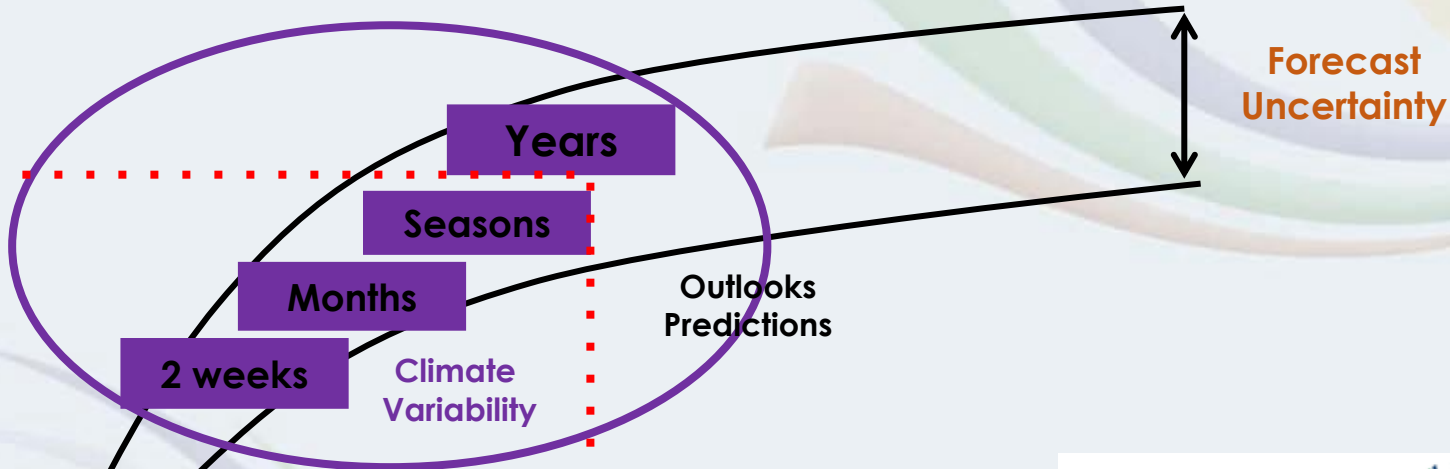 Forecast
Uncertainty
Years
Seasons
Months
Outlooks
Predictions
2 weeks
Climate
Variability